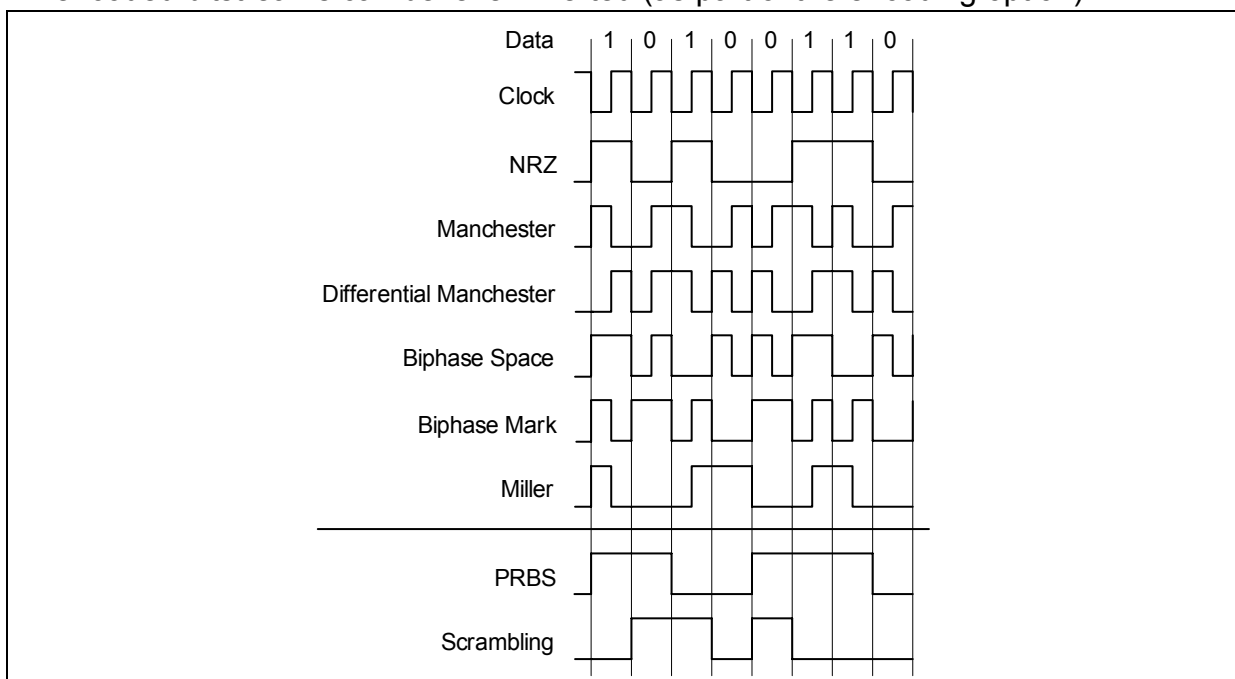 Data 1 0 1 0 0 1 1 0
Clock
NRZ
Manchester
Differential Manchester
Biphase Space
Biphase Mark
Miller
PRBS
Scrambling